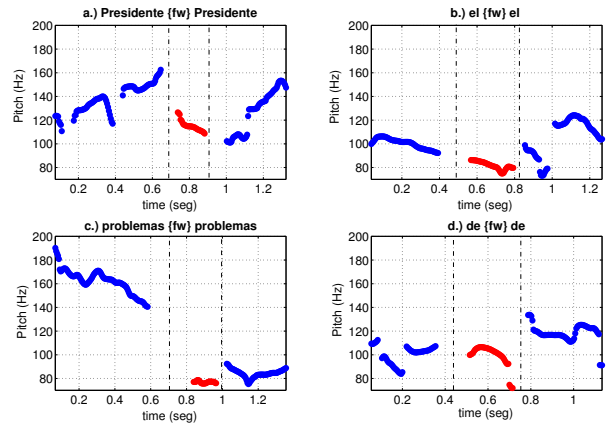 a.) Presidente {fw} Presidente
200
180
160
140
120
100
80
Pitch (Hz)
0.2 0.4 0.6 0.8 1 1.2
time (seg)
b.) el {fw} el
200
180
160
140
120
100
80
Pitch (Hz)
0.2 0.4 0.6 0.8 1 1.2
time (seg)
c.) problemas {fw} problemas
200
180
160
140
120
100
80
Pitch (Hz)
0.2 0.4 0.6 0.8 1 1.2
time (seg)
d.) de {fw} de
200
180
160
140
120
100
80
Pitch (Hz)
0.2 0.4 0.6 0.8 1
time (seg)